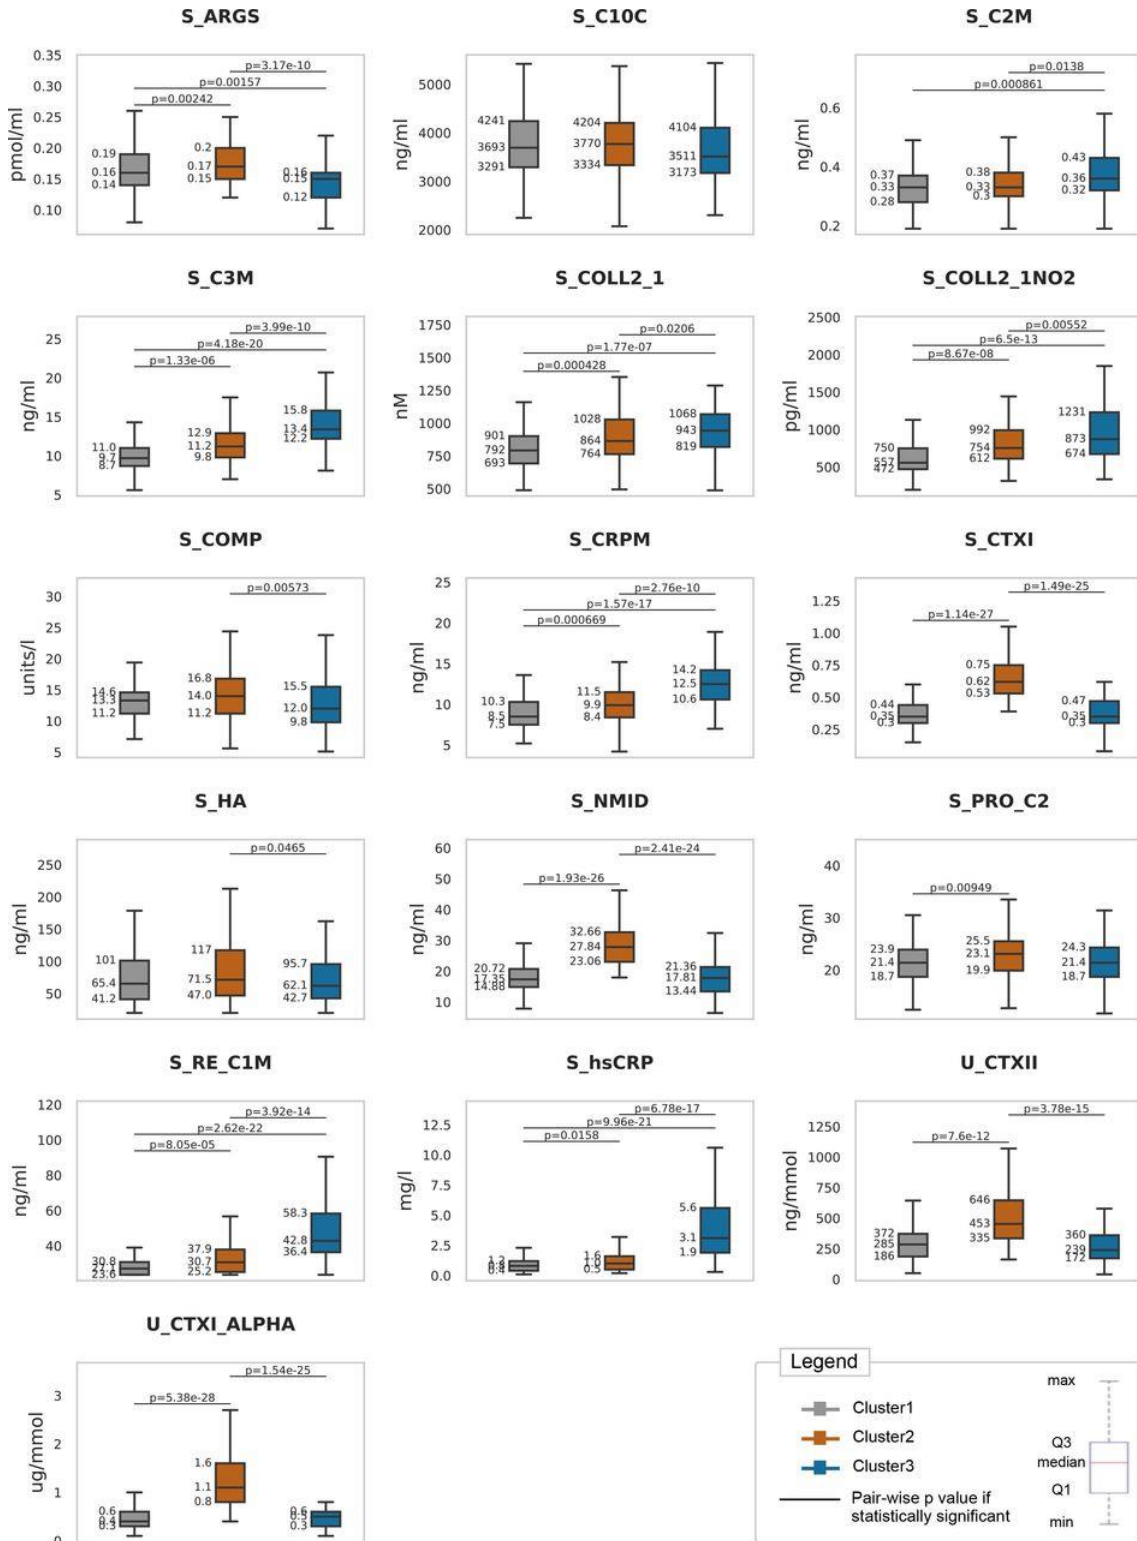 S_ARGS
S_C10C
S_C2M
pmol/ml
0.35
0.30
0.25
0.20
0.15
0.10
p=3.17e-10
p=0.00157
p=0.00242
0.19
0.16
0.14
0.2
0.17
0.15
0.16
0.15
0.12
ng/ml
5000
4000
3000
2000
4241
3693
3291
4204
3770
3334
4104
3511
3173
ng/ml
0.6
0.4
0.2
p=0.0138
p=0.000861
0.37
0.33
0.28
0.38
0.33
0.3
0.43
0.36
0.32
S_C3M
S_COLL2_1
S_COLL2_1NO2
ng/ml
25
20
15
10
5
p=3.99e-10
p=4.18e-20
p=1.33e-06
11.0
9.7
8.7
12.9
11.2
9.8
15.8
13.4
12.2
nM
1750
1500
1250
1000
750
500
p=0.0206
p=1.77e-07
p=0.000428
901
792
693
1028
864
764
1068
943
819
pg/ml
2500
2000
1500
1000
500
p=0.00552
p=6.5e-13
p=8.67e-08
750
557
472
992
754
612
1231
873
674
S_COMP
S_CRPM
S_CTXI
units/l
30
25
20
15
10
5
p=0.00573
14.6
13.3
11.2
16.8
14.0
11.2
15.5
12.0
9.8
ng/ml
25
20
15
10
5
p=2.76e-10
p=1.57e-17
p=0.000669
10.3
8.5
7.5
11.5
9.9
8.4
14.2
12.5
10.6
ng/ml
1.25
1.00
0.75
0.50
0.25
p=1.49e-25
p=1.14e-27
0.44
0.35
0.3
0.75
0.62
0.53
0.47
0.35
0.3
S_HA
S_NMID
S_PRO_C2
ng/ml
250
200
150
100
50
p=0.0465
101
65.4
41.2
117
71.5
47.0
95.7
62.1
42.7
ng/ml
60
50
40
30
20
10
p=2.41e-24
p=1.93e-26
20.72
17.35
14.88
32.66
27.84
23.06
21.36
17.81
13.44
ng/ml
40
30
20
p=0.00949
23.9
21.4
18.7
25.5
23.1
19.9
24.3
21.4
18.7
S_RE_C1M
S_hsCRP
U_CTXII
ng/ml
120
100
80
60
40
p=3.92e-14
p=2.62e-22
p=8.05e-05
30.8
23.6
37.9
30.7
25.2
58.3
42.8
36.4
mg/l
12.5
10.0
7.5
5.0
2.5
0.0
p=6.78e-17
p=9.96e-21
p=0.0158
1.2
0.4
1.6
1.0
0.5
5.6
3.1
1.9
ng/mmol
1250
1000
750
500
250
0
p=3.78e-15
p=7.6e-12
372
285
186
646
453
335
360
239
172
U_CTXI_ALPHA
ug/mmol
3
2
1
0
p=1.54e-25
p=5.38e-28
0.6
0.4
0.3
1.6
1.1
0.8
0.6
0.5
0.3
Legend
Cluster1
Cluster2
Cluster3
Pair-wise p value if
statistically significant
max
Q3
median
Q1
min